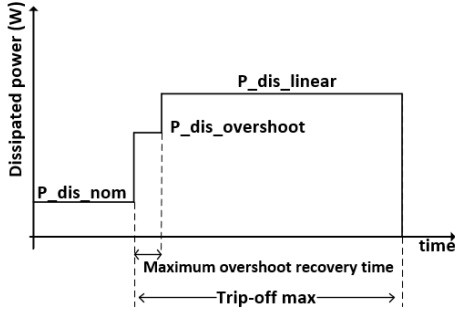 Dissipated power (W)
P_dis_linear
P_dis_overshoot
P_dis_nom
time
Maximum overshoot recovery time
Trip-off max